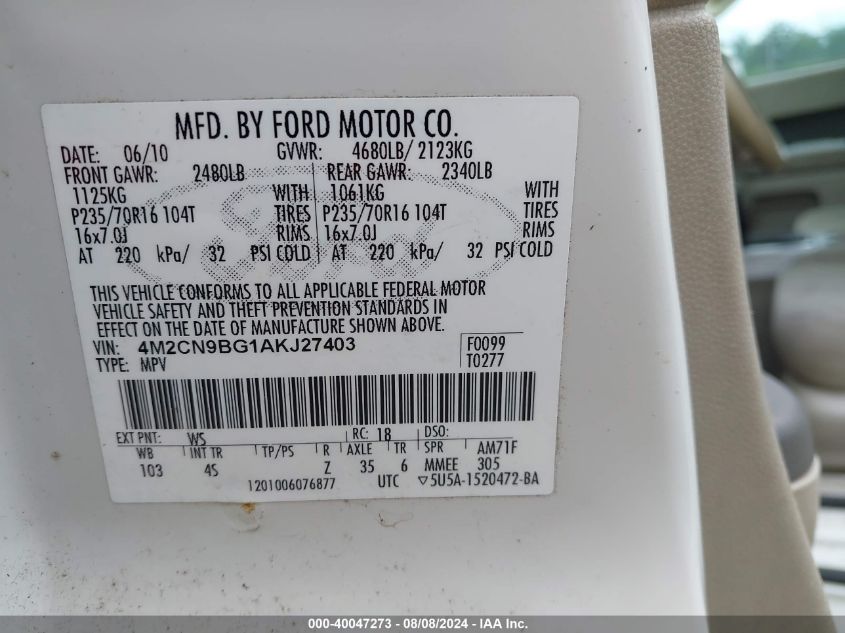 MFD. BY FORD MOTOR CO.
DATE: 06/10 GVWR: 4680LB/ 2123KG
FRONT GAWR: 2480LB REAR GAWR: 2340LB
1125KG WITH 1061KG WITH
P235/70R16 104T TIRES P235/70R16 104T TIRES
16x7.0J RIMS 16x7.0J RIMS
AT 220 kPa/ 32 PSI COLD AT 220 kPa/ 32 PSI COLD
THIS VEHICLE CONFORMS TO ALL APPLICABLE FEDERAL MOTOR
VEHICLE SAFETY AND THEFT PREVENTION STANDARDS IN
EFFECT ON THE DATE OF MANUFACTURE SHOWN ABOVE.
VIN: 4M2CN9BG1AKJ27403 F0099
TYPE: MPV T0277
EXT PNT: WS RC: 18 DSO:
WB INT TR TP/PS R AXLE TR SPR AM71F
103 4S Z 35 6 MMEE 305
1201006076877 UTC ▽5U5A-1520472-BA
000-40047273 - 08/08/2024 - IAA Inc.